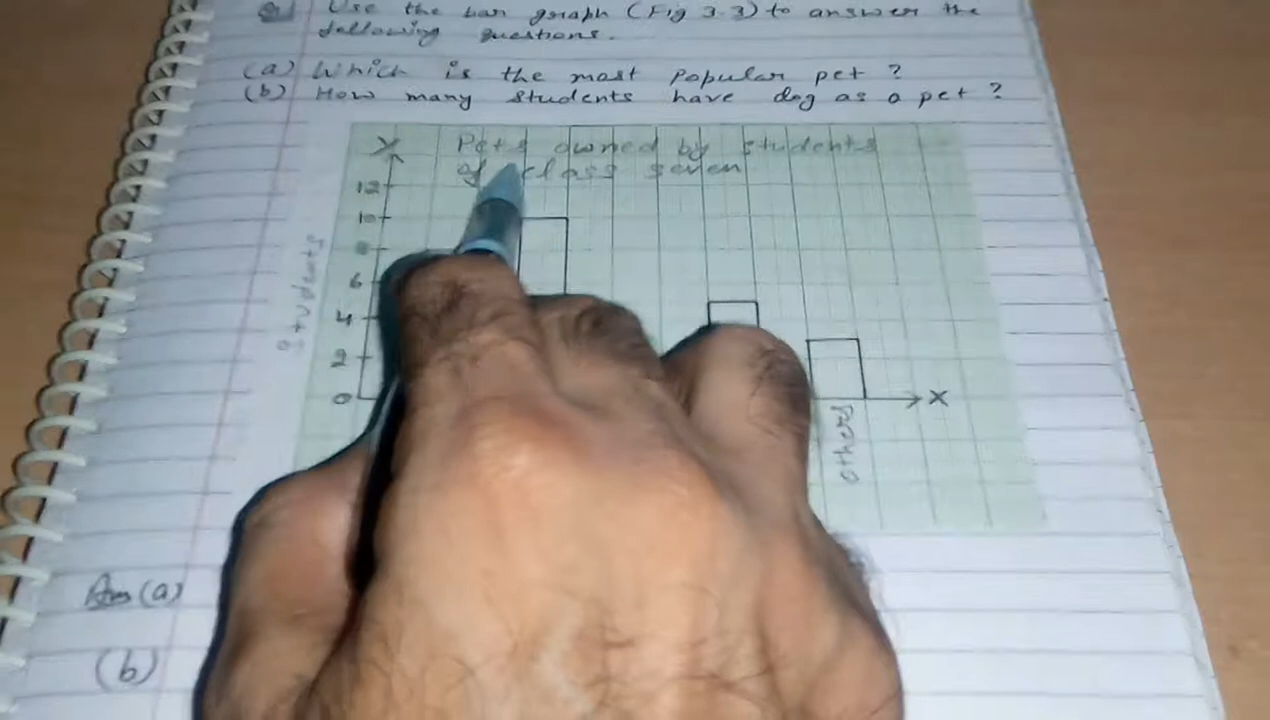 Use the bar graph (Fig 3.3) to answer the
following questions.
(a) Which is the most Popular pet ?
(b) How many students have dog as a pet ?
Y
Pets owned by students
of class seven
12
10
8
6
4
2
0
Students
X
Others
Ans (a)
(b)